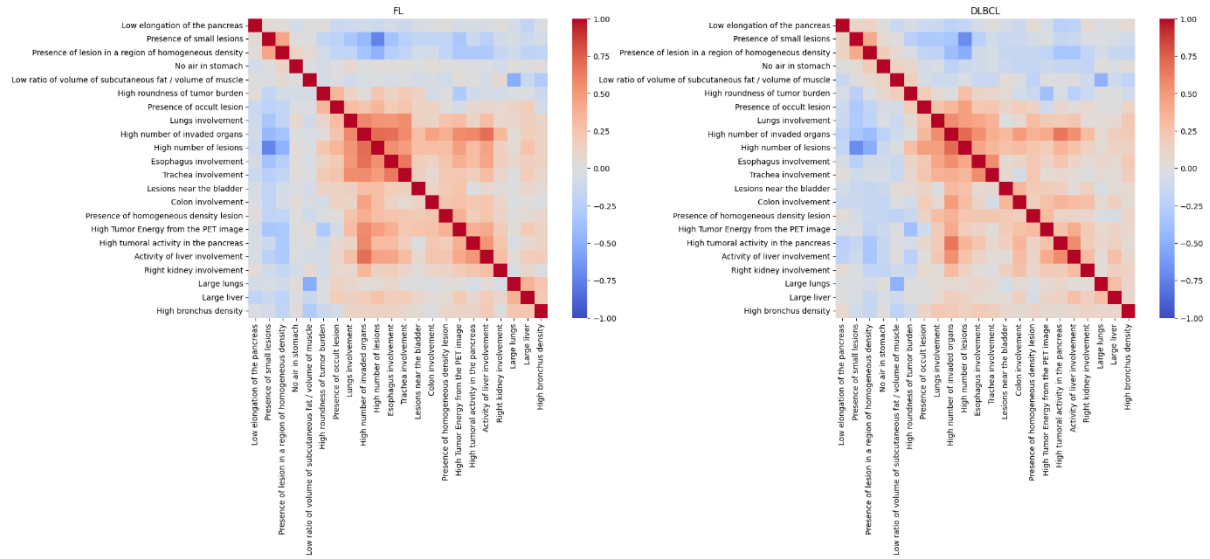 FL
Low elongation of the pancreas
Presence of small lesions
Presence of lesion in a region of homogeneous density
No air in stomach
Low ratio of volume of subcutaneous fat / volume of muscle
High roundness of tumor burden
Presence of occult lesion
Lungs involvement
High number of invaded organs
High number of lesions
Esophagus involvement
Trachea involvement
Lesions near the bladder
Colon involvement
Presence of homogeneous density lesion
High Tumor Energy from the PET image
High tumoral activity in the pancreas
Activity of liver involvement
Right kidney involvement
Large lungs
Large liver
High bronchus density
Low elongation of the pancreas
Presence of small lesions
Presence of lesion in a region of homogeneous density
No air in stomach
Low ratio of volume of subcutaneous fat / volume of muscle
High roundness of tumor burden
Presence of occult lesion
Lungs involvement
High number of invaded organs
High number of lesions
Esophagus involvement
Trachea involvement
Lesions near the bladder
Colon involvement
Presence of homogeneous density lesion
High Tumor Energy from the PET image
High tumoral activity in the pancreas
Activity of liver involvement
Right kidney involvement
Large lungs
Large liver
High bronchus density
1.00
0.75
0.50
0.25
0.00
−0.25
−0.50
−0.75
−1.00
DLBCL
Low elongation of the pancreas
Presence of small lesions
Presence of lesion in a region of homogeneous density
No air in stomach
Low ratio of volume of subcutaneous fat / volume of muscle
High roundness of tumor burden
Presence of occult lesion
Lungs involvement
High number of invaded organs
High number of lesions
Esophagus involvement
Trachea involvement
Lesions near the bladder
Colon involvement
Presence of homogeneous density lesion
High Tumor Energy from the PET image
High tumoral activity in the pancreas
Activity of liver involvement
Right kidney involvement
Large lungs
Large liver
High bronchus density
Low elongation of the pancreas
Presence of small lesions
Presence of lesion in a region of homogeneous density
No air in stomach
Low ratio of volume of subcutaneous fat / volume of muscle
High roundness of tumor burden
Presence of occult lesion
Lungs involvement
High number of invaded organs
High number of lesions
Esophagus involvement
Trachea involvement
Lesions near the bladder
Colon involvement
Presence of homogeneous density lesion
High Tumor Energy from the PET image
High tumoral activity in the pancreas
Activity of liver involvement
Right kidney involvement
Large lungs
Large liver
High bronchus density
1.00
0.75
0.50
0.25
0.00
−0.25
−0.50
−0.75
−1.00